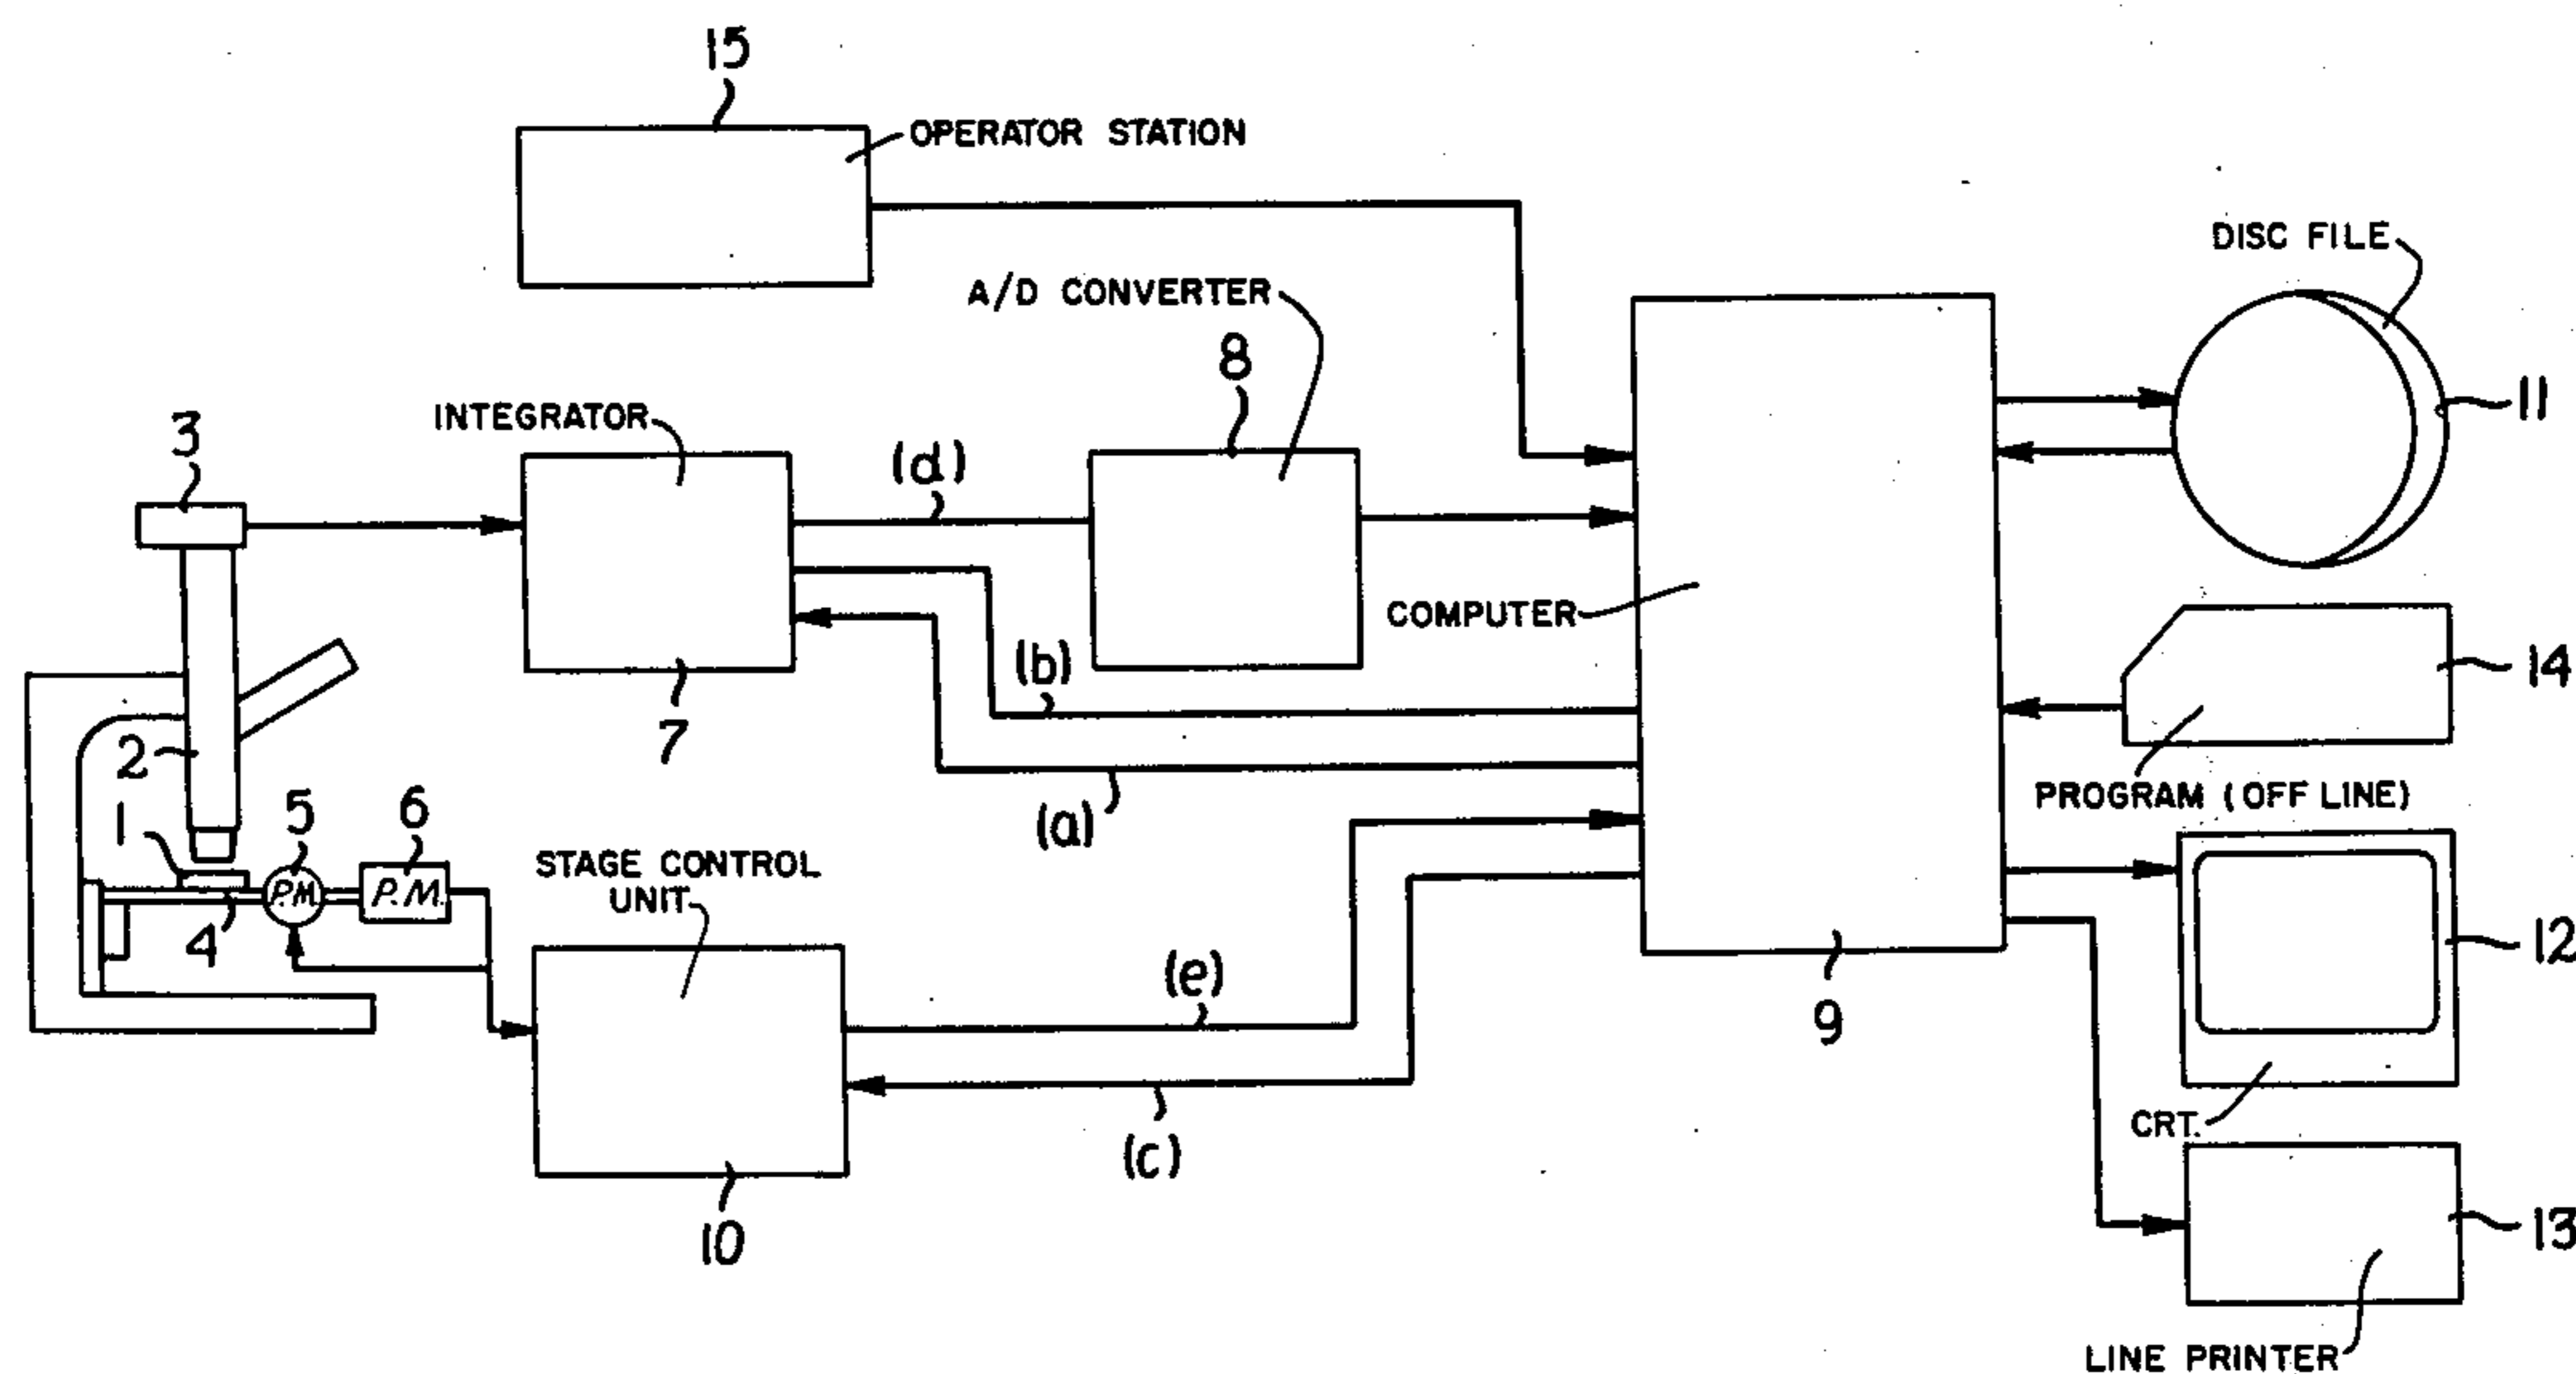 15
OPERATOR STATION
DISC FILE
A/D CONVERTER
8
11
INTEGRATOR
3
(d)
COMPUTER
(b)
14
7
2
PROGRAM (OFF LINE)
1
5
6
(a)
P.M.
P.M.
STAGE CONTROL
UNIT
4
12
(e)
9
CRT.
(c)
10
13
LINE PRINTER